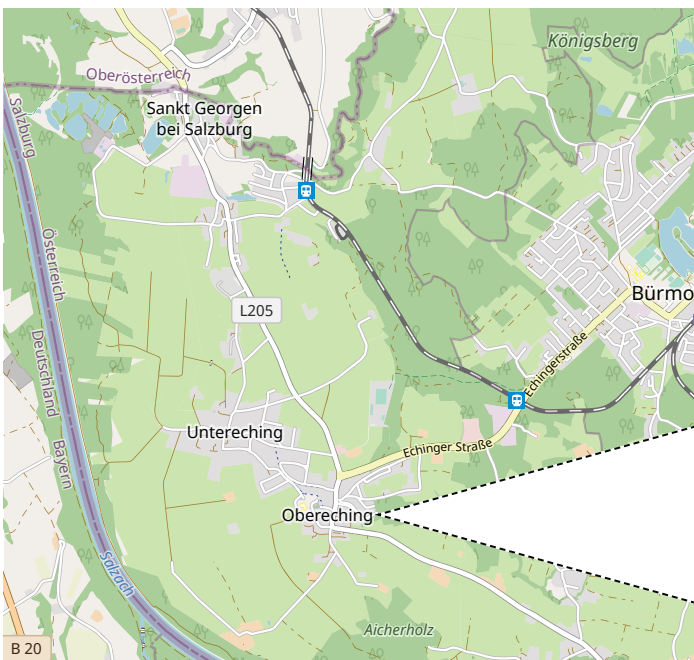 Königsberg
Oberösterreich
Salzburg
Sankt Georgen
bei Salzburg
Österreich
Bürmo
L205
Deutschland
Echingerstraße
Untereching
Echinger Straße
Bayern
Obereching
Salzach
Aicherholz
B 20